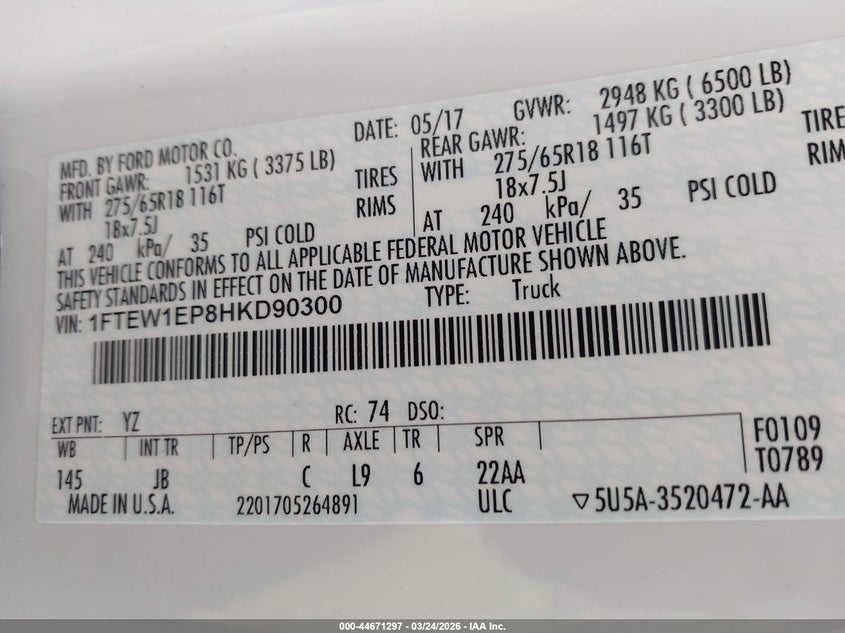 MFD. BY FORD MOTOR CO.
DATE: 05/17 GVWR: 2948 KG ( 6500 LB)
FRONT GAWR: 1531 KG ( 3375 LB) REAR GAWR: 1497 KG ( 3300 LB)
WITH 275/65R18 116T TIRES WITH 275/65R18 116T TIRE
18x7.5J RIMS 18x7.5J RIM
AT 240 kPa/ 35 PSI COLD AT 240 kPa/ 35 PSI COLD
THIS VEHICLE CONFORMS TO ALL APPLICABLE FEDERAL MOTOR VEHICLE
SAFETY STANDARDS IN EFFECT ON THE DATE OF MANUFACTURE SHOWN ABOVE.
VIN: 1FTEW1EP8HKD90300 TYPE: Truck
EXT PNT: YZ RC: 74 DSO:
WB INT TR TP/PS R AXLE TR SPR F0109
145 JB C L9 6 22AA T0789
MADE IN U.S.A. 2201705264891 ULC ▽5U5A-3520472-AA
000-44671297 - 03/24/2026 - IAA Inc.